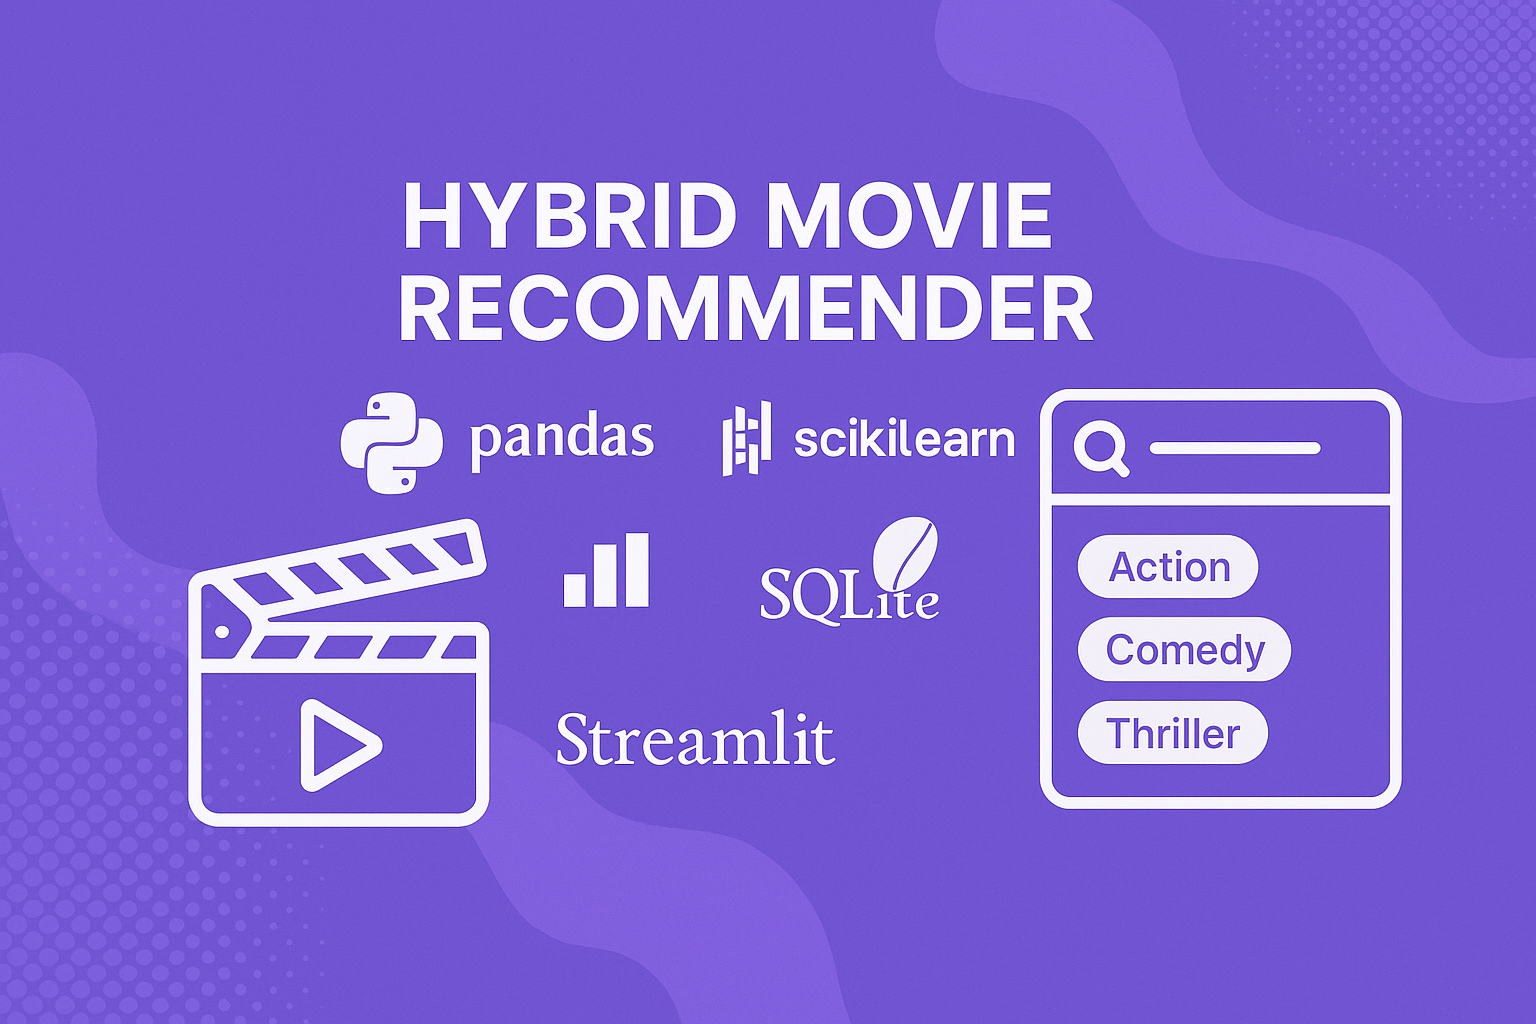 HYBRID MOVIE
RECOMMENDER
pandas
scikilearn
SQLite
Streamlit
Action
Comedy
Thriller